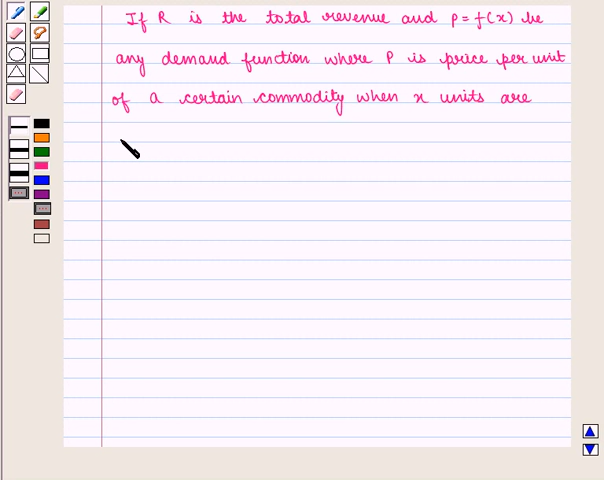 If R is the total revenue and p = f(x) be
any demand function where P is price per unit
of a certain commodity when x units are